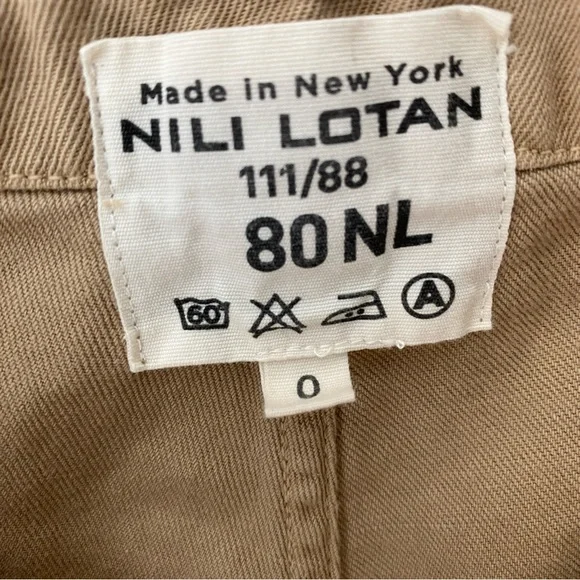 Made in New York
NILI LOTAN
111/88
80 NL
60 A
0